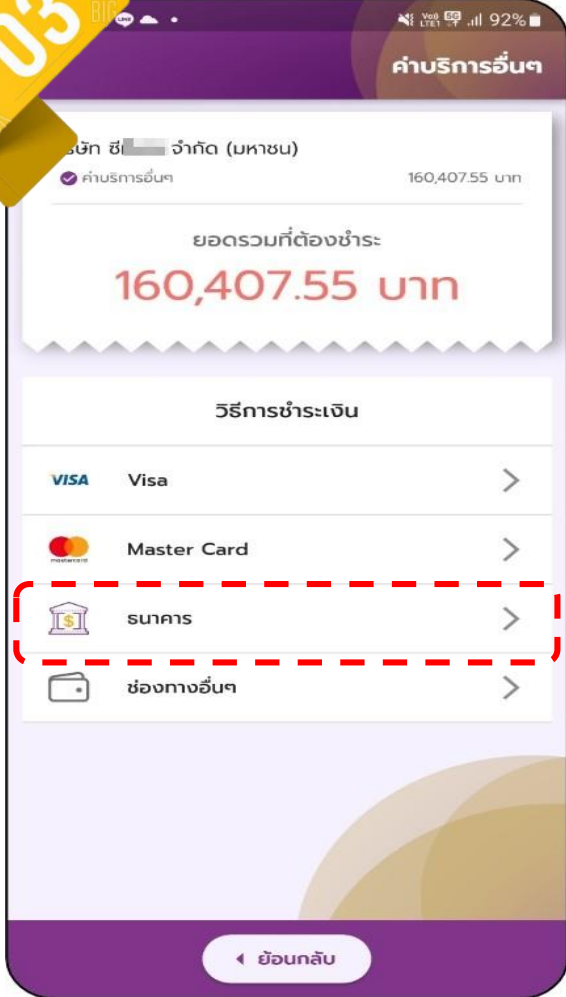 03
BIG
LINE
Vo)) 5G
LTE1
92%
ค่าบริการอื่นๆ
จำกัด (มหาชน)
ค่าบริการอื่นๆ 160,407.55 บาท
ยอดรวมที่ต้องชำระ
160,407.55 บาท
วิธีการชำระเงิน
VISA Visa
mastercard Master Card
ธนาคาร
ช่องทางอื่นๆ
ย้อนกลับ